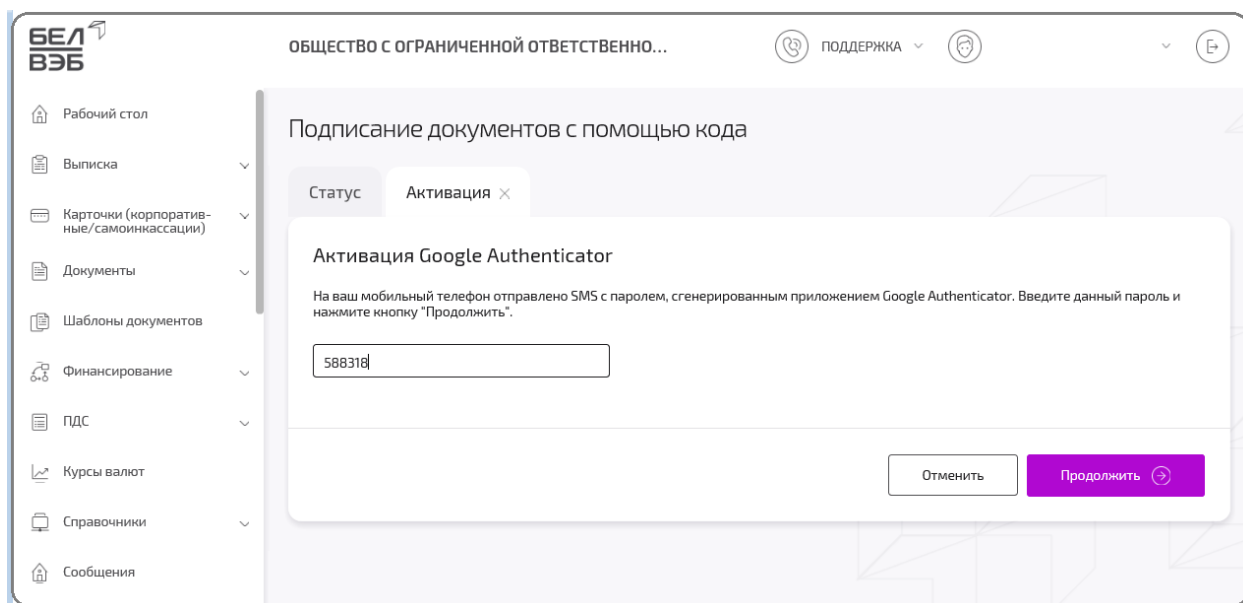 БЕЛ
ВЭБ
ОБЩЕСТВО С ОГРАНИЧЕННОЙ ОТВЕТСТВЕННО...
ПОДДЕРЖКА
Рабочий стол
Выписка
Карточки (корпоратив-
ные/самоинкассации)
Документы
Шаблоны документов
Финансирование
ПДС
Курсы валют
Справочники
Сообщения
Подписание документов с помощью кода
Статус
Активация
Активация Google Authenticator
На ваш мобильный телефон отправлено SMS с паролем, сгенерированным приложением Google Authenticator. Введите данный пароль и
нажмите кнопку "Продолжить".
588318
Отменить
Продолжить